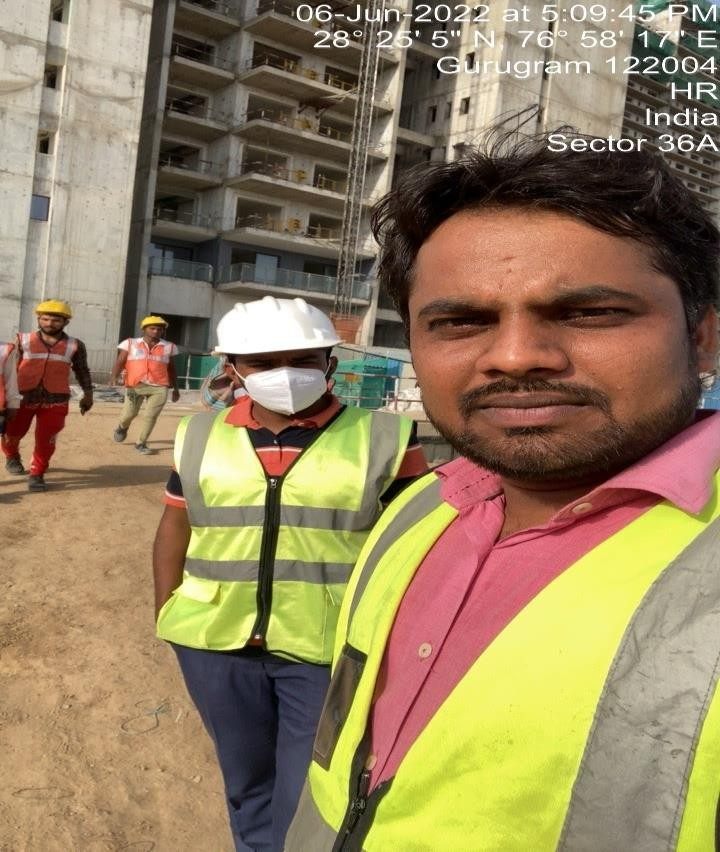 06-Jun-2022 at 5:09:45 PM
28° 25' 5" N, 76° 58' 17" E
Gurugram 122004
HR
India
Sector 36A